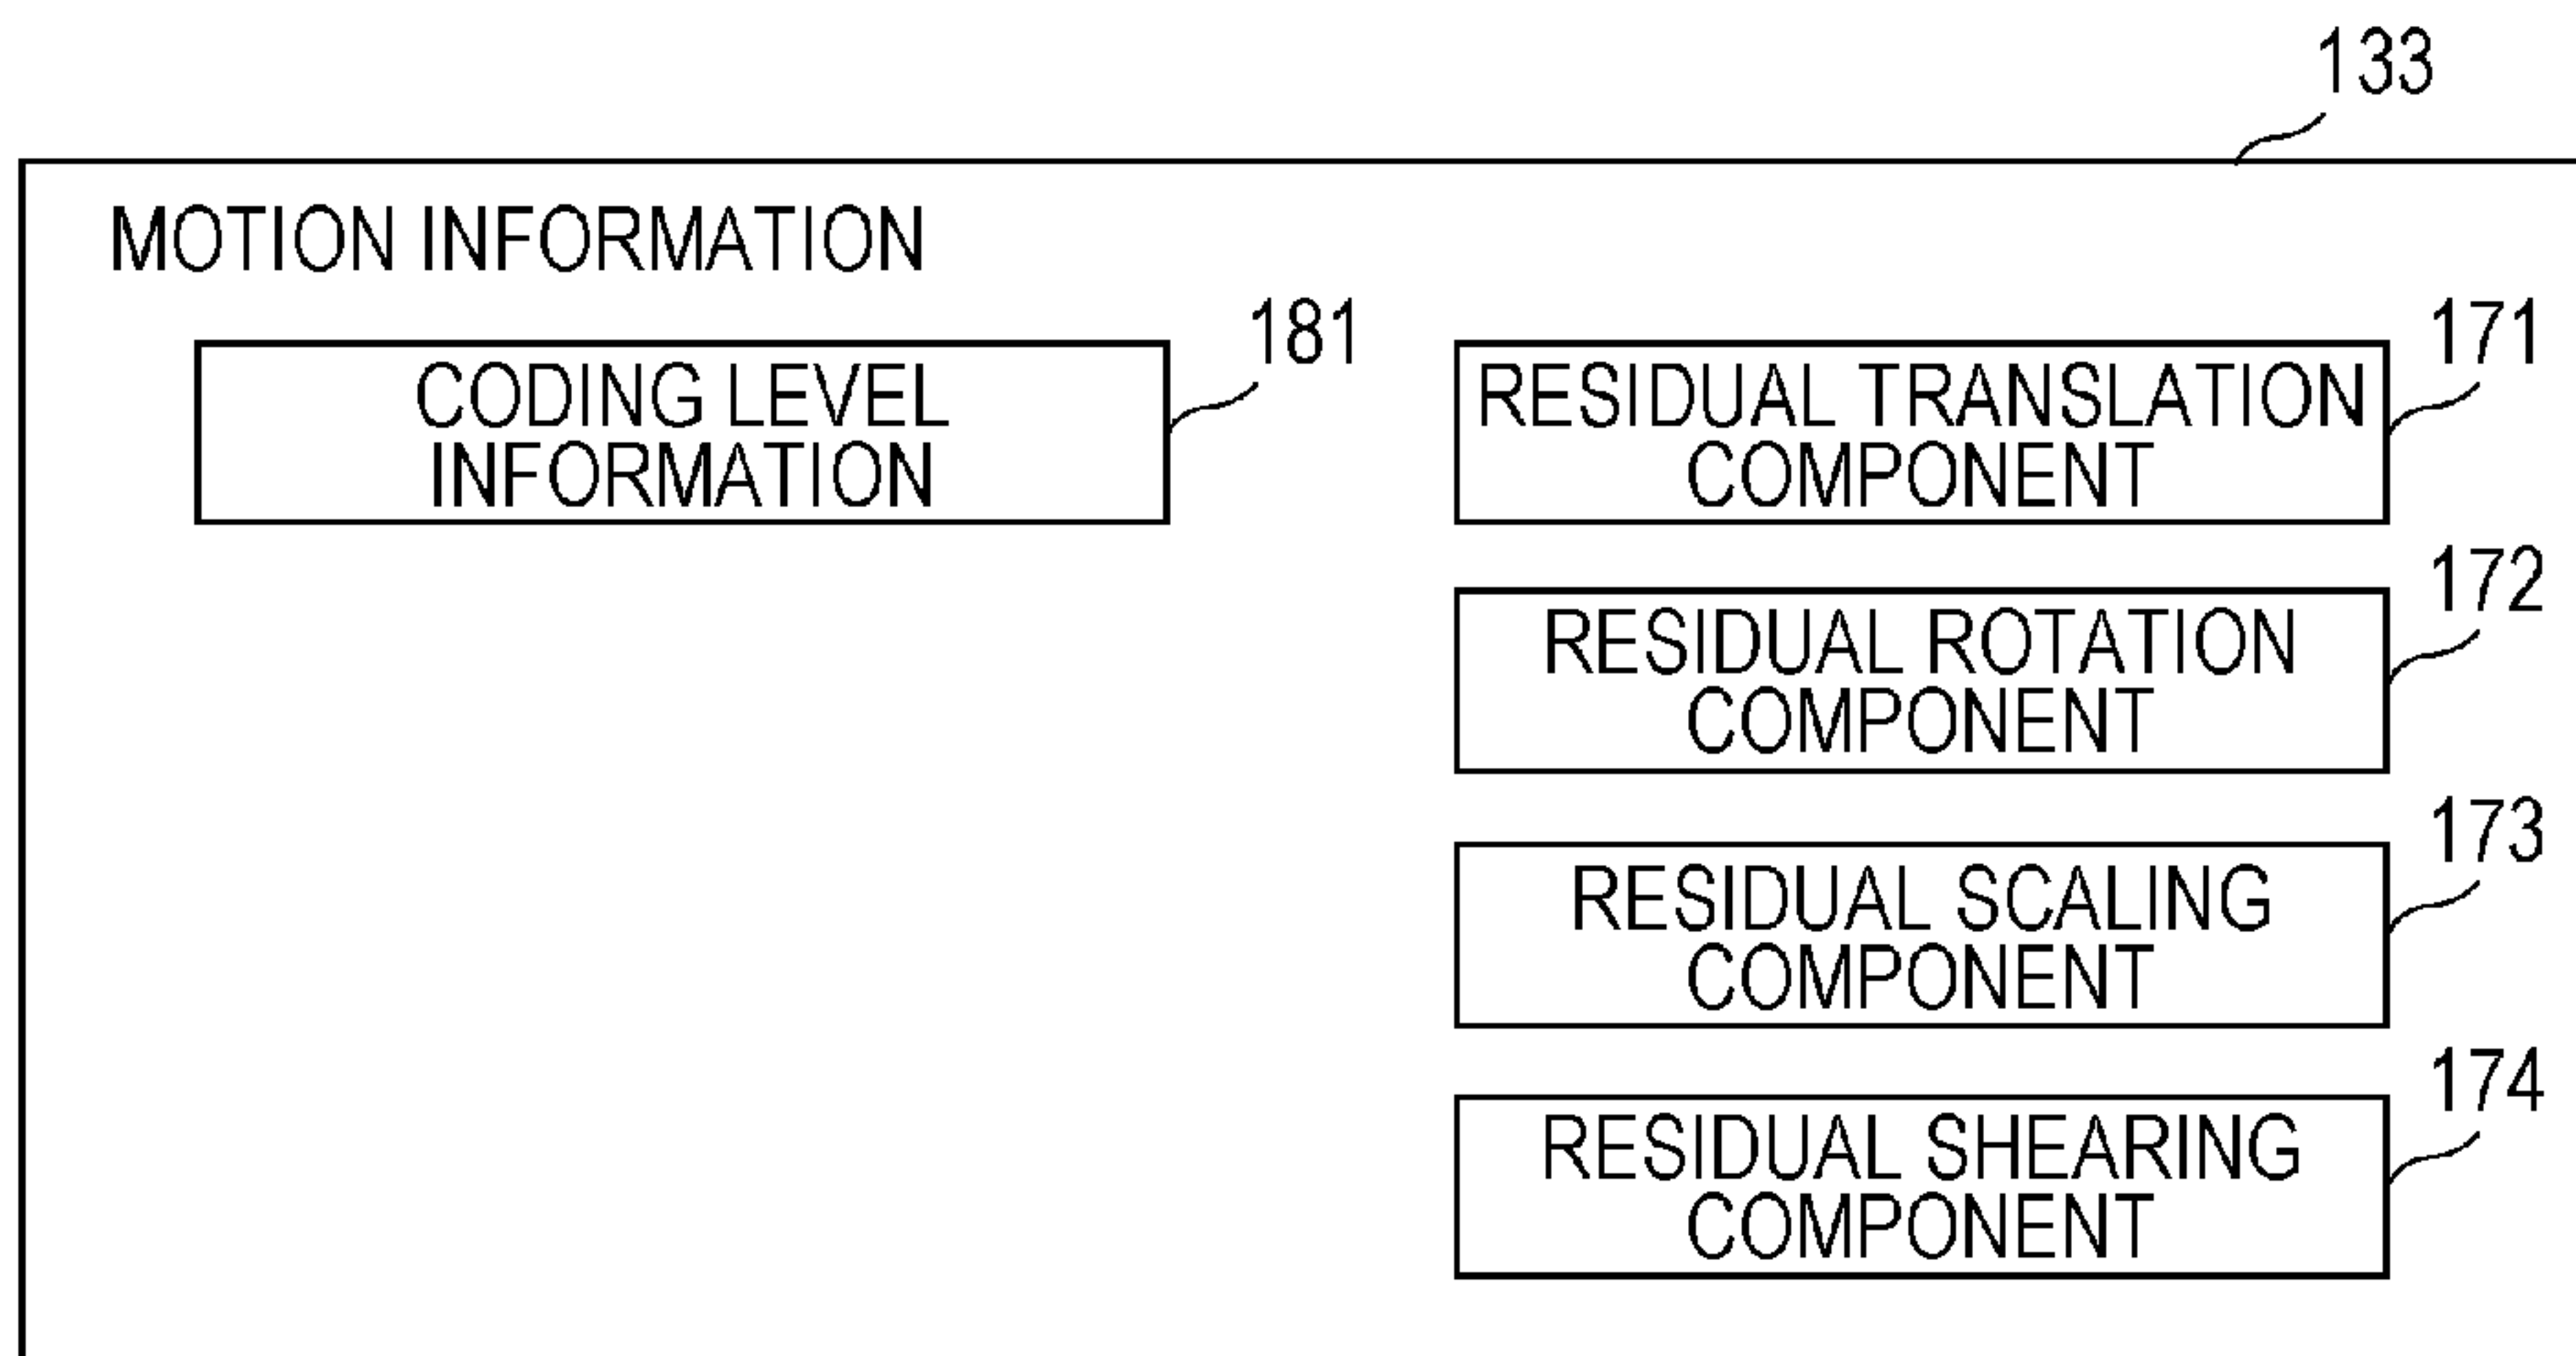 133
MOTION INFORMATION
181
CODING LEVEL
INFORMATION
171
RESIDUAL TRANSLATION
COMPONENT
172
RESIDUAL ROTATION
COMPONENT
173
RESIDUAL SCALING
COMPONENT
174
RESIDUAL SHEARING
COMPONENT